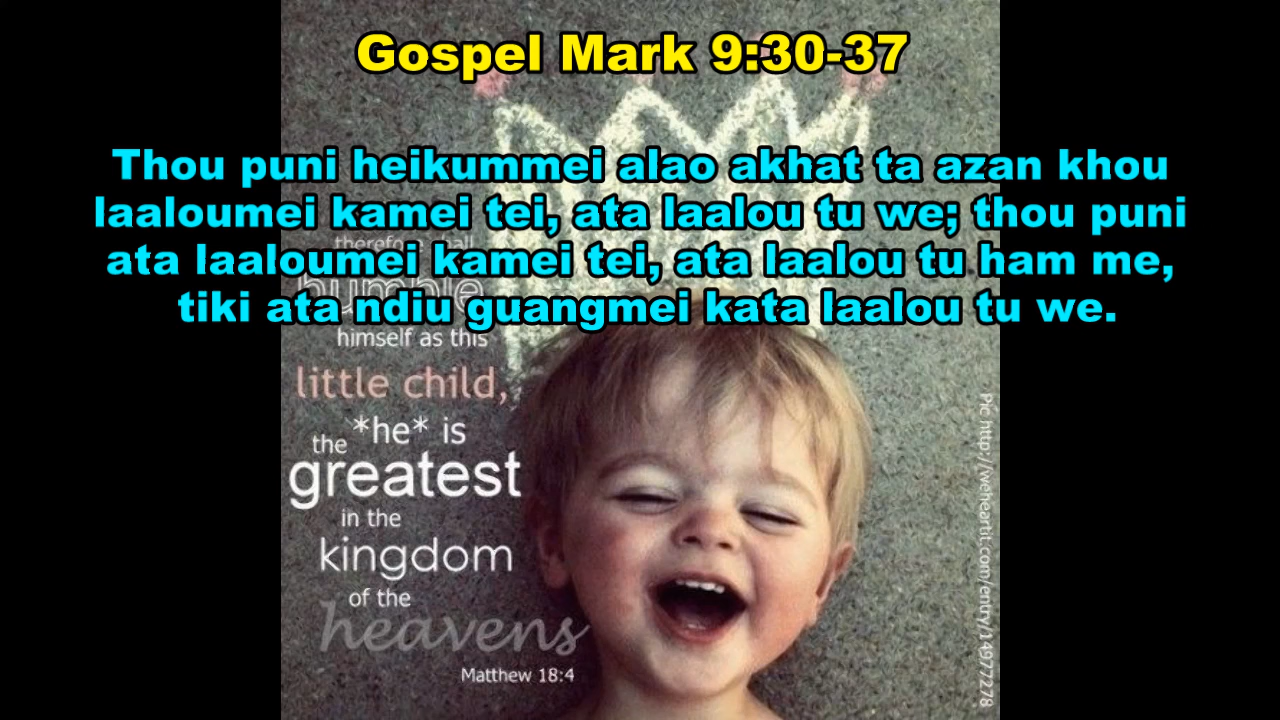 Gospel Mark 9:30-37
Thou puni heikummei alao akhat ta azan khou
laaloumei kamei tei, ata laalou tu we; thou puni
ata laaloumei kamei tei, ata laalou tu ham me,
tiki ata ndiu guangmei kata laalou tu we.
therefore shall
humble
himself as this
little child,
*he* is
the
greatest
in the
kingdom
of the
heavens
Matthew 18:4
Pic http://weheartit.com/entry/14977278